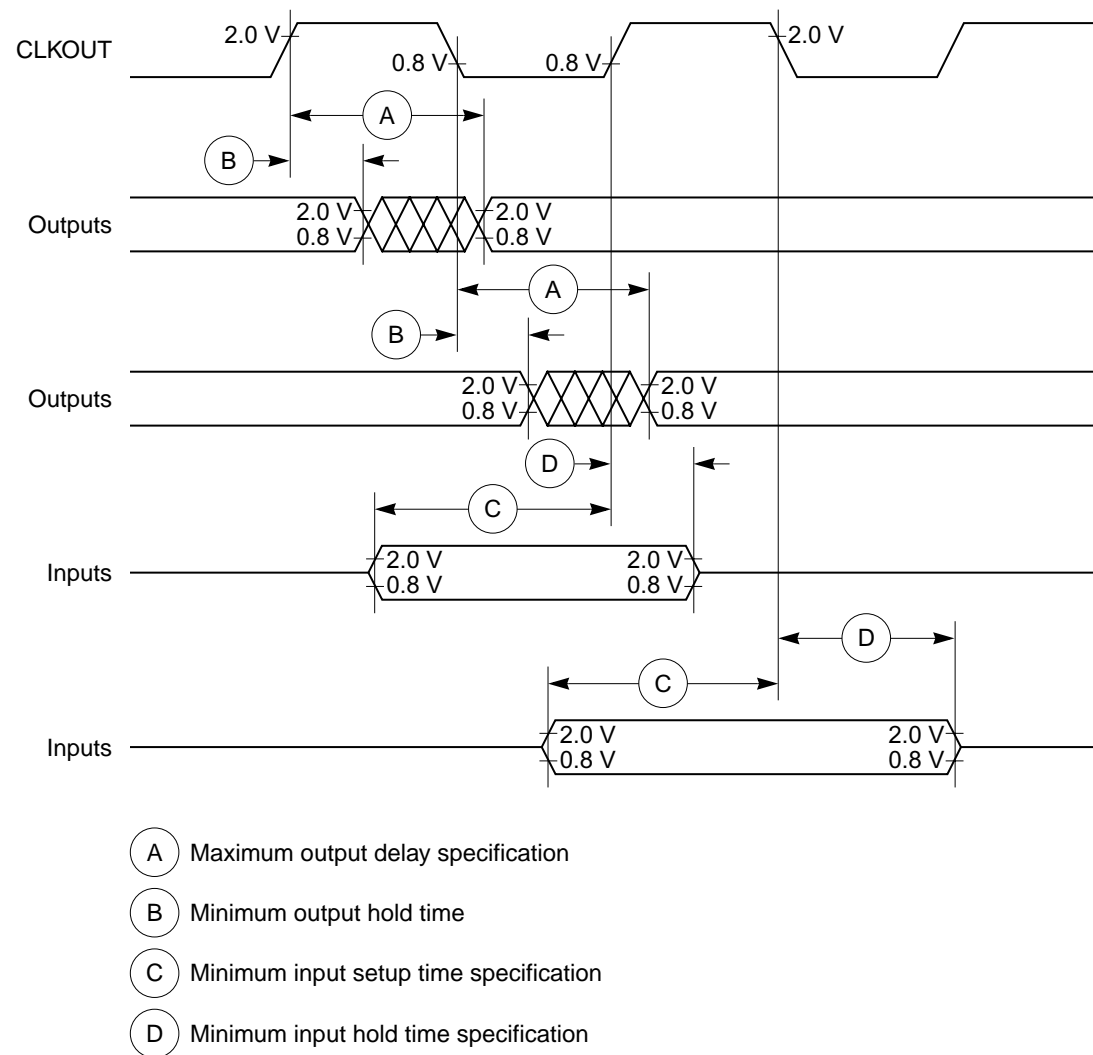 CLKOUT
2.0 V
0.8 V
0.8 V
2.0 V
A
B
Outputs
2.0 V
0.8 V
2.0 V
0.8 V
A
B
Outputs
2.0 V
0.8 V
2.0 V
0.8 V
D
C
Inputs
2.0 V
0.8 V
2.0 V
0.8 V
D
C
Inputs
2.0 V
0.8 V
2.0 V
0.8 V
A Maximum output delay specification
B Minimum output hold time
C Minimum input setup time specification
D Minimum input hold time specification